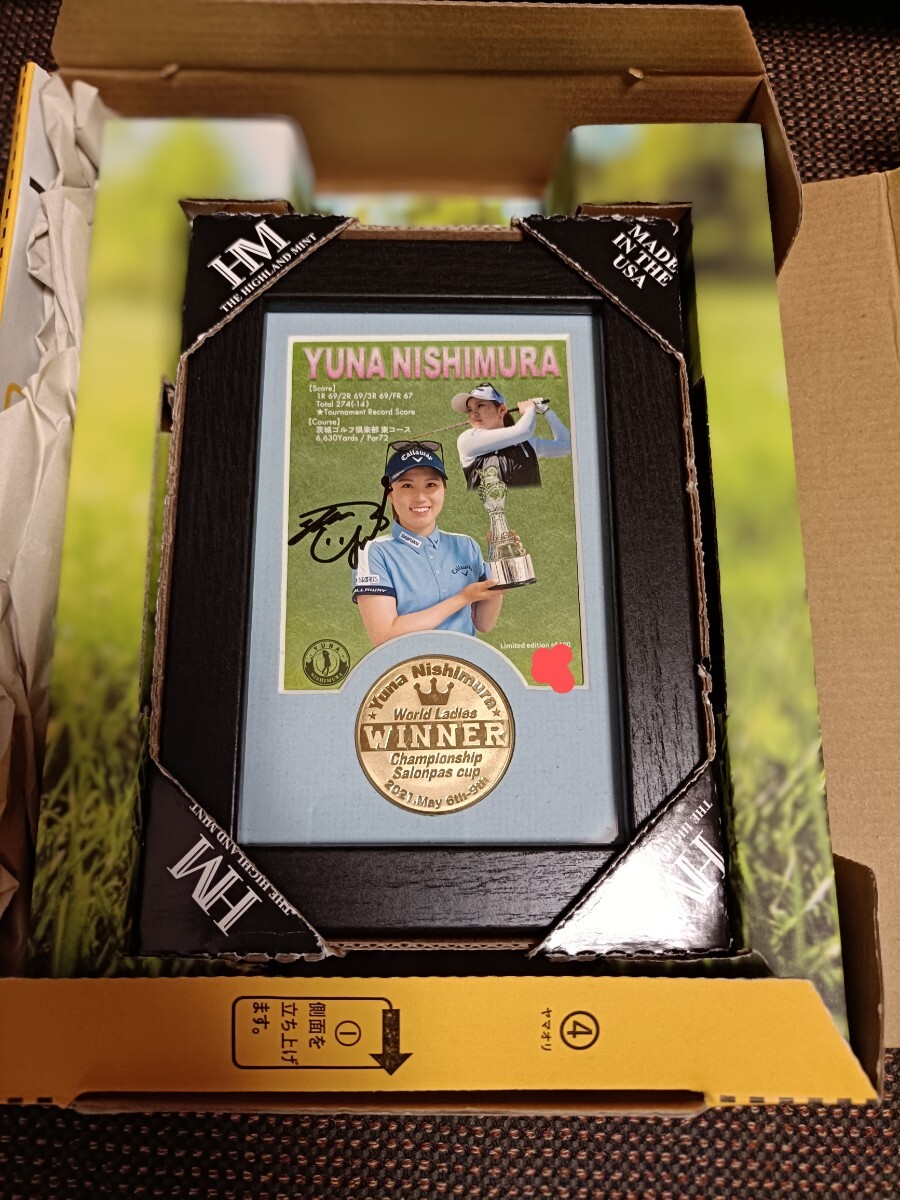 HM
THE HIGHLAND MINT
MADE
IN THE
USA
YUNA NISHIMURA
【Score】
1R 69/2R 69/3R 69/FR 67
Total 274(-14)
★Tournament Record Score
【Course】
茨城ゴルフ倶楽部 東コース
6,630Yards / Par72
Callaway
Callaway
YUNA
NISHIMURA
Limited edition of
★Yuna Nishimura★
World Ladies
WINNER
Championship
Salonpas cup
2021.May 6th-9th
HM
THE HIGHLAND MINT
HM
①側面を
立ち上げ
ます。
④
ヤマオリ